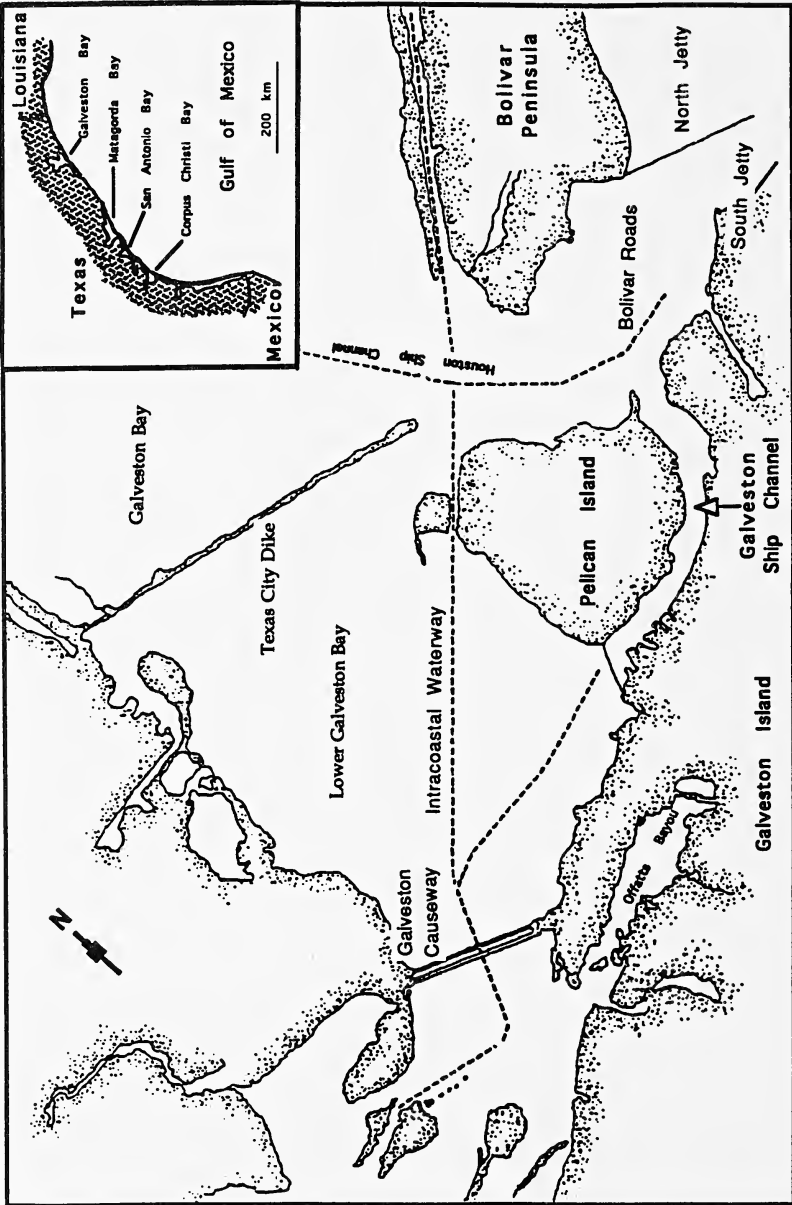 Louisiana
Galveston Bay
Matagorda Bay
San Antonio Bay
Corpus Christi Bay
Texas
Gulf of Mexico
200 km
Mexico
Bolivar
Peninsula
North Jetty
South Jetty
Bolivar Roads
Houston Ship Channel
Galveston Bay
Texas City Dike
Lower Galveston Bay
Intracoastal Waterway
Pelican Island
Galveston
Ship Channel
Galveston Island
Offatts Bayou
Galveston
Causeway
N